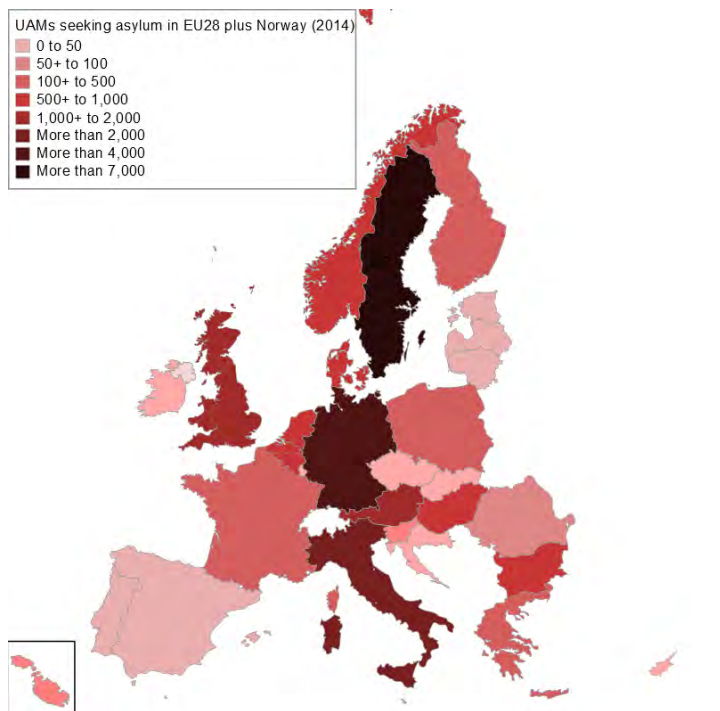 UAMs seeking asylum in EU28 plus Norway (2014)
0 to 50
50+ to 100
100+ to 500
500+ to 1,000
1,000+ to 2,000
More than 2,000
More than 4,000
More than 7,000